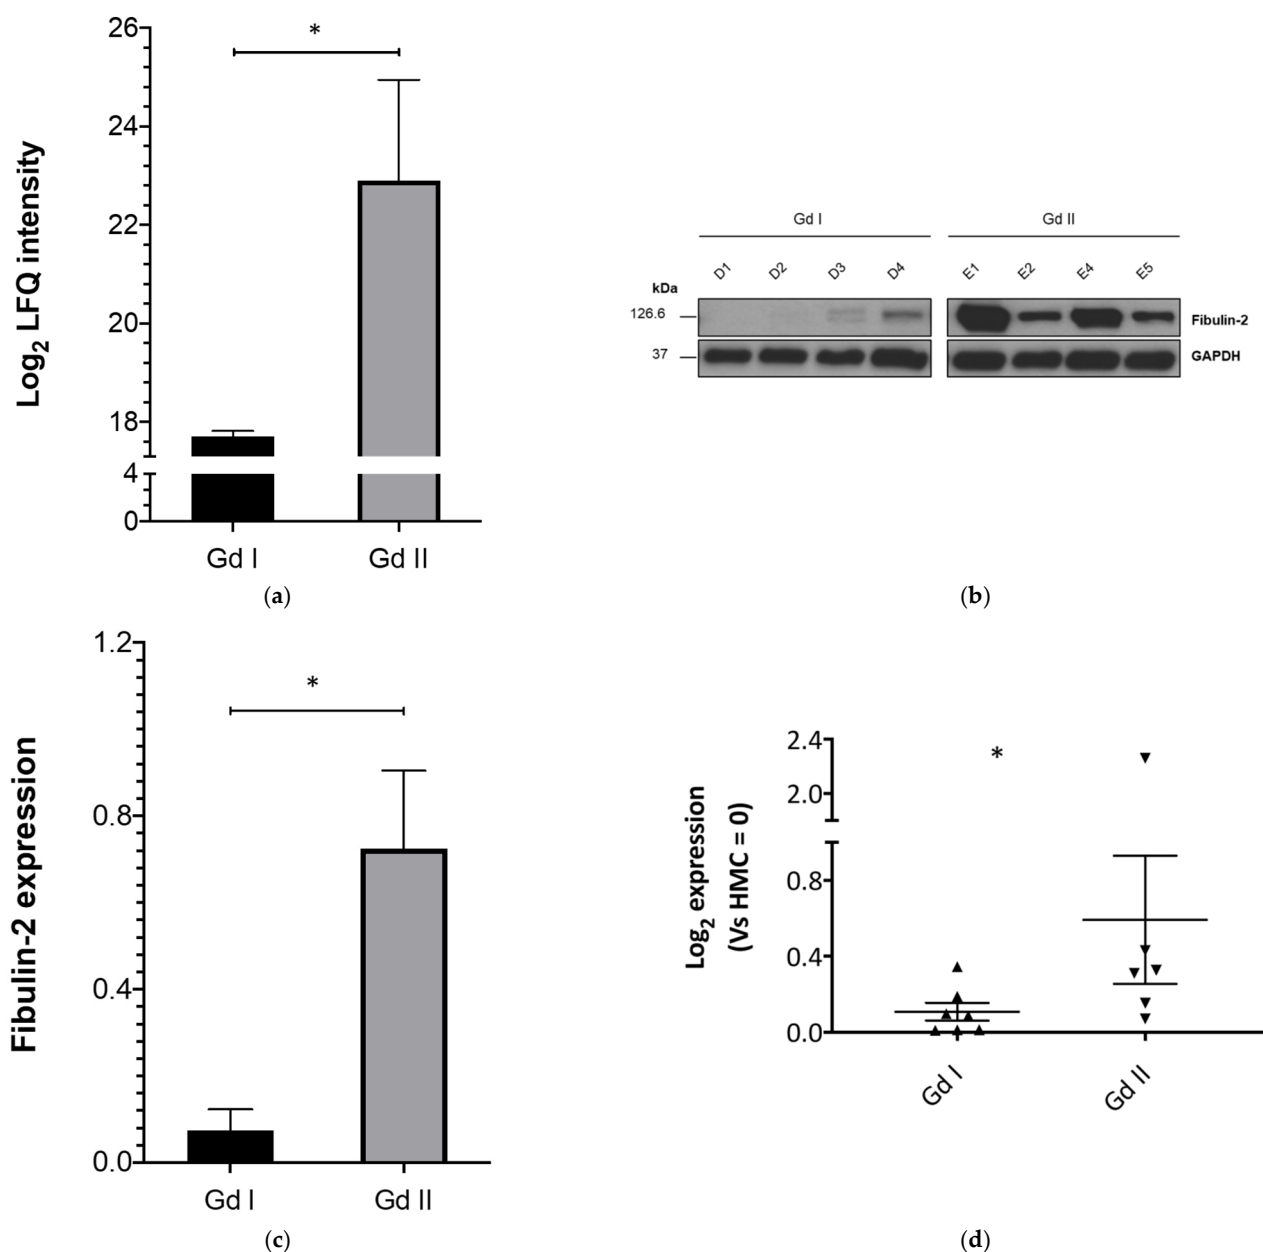 26
24
22
20
18
4
0
Log2 LFQ intensity
*
Gd I
Gd II
(a)
Gd I
Gd II
D1
D2
D3
D4
E1
E2
E4
E5
kDa
126.6
37
Fibulin-2
GAPDH
(b)
1.2
0.8
0.4
0.0
Fibulin-2 expression
*
Gd I
Gd II
(c)
2.4
2.0
0.8
0.4
0.0
Log2 expression
(Vs HMC = 0)
*
Gd I
Gd II
(d)